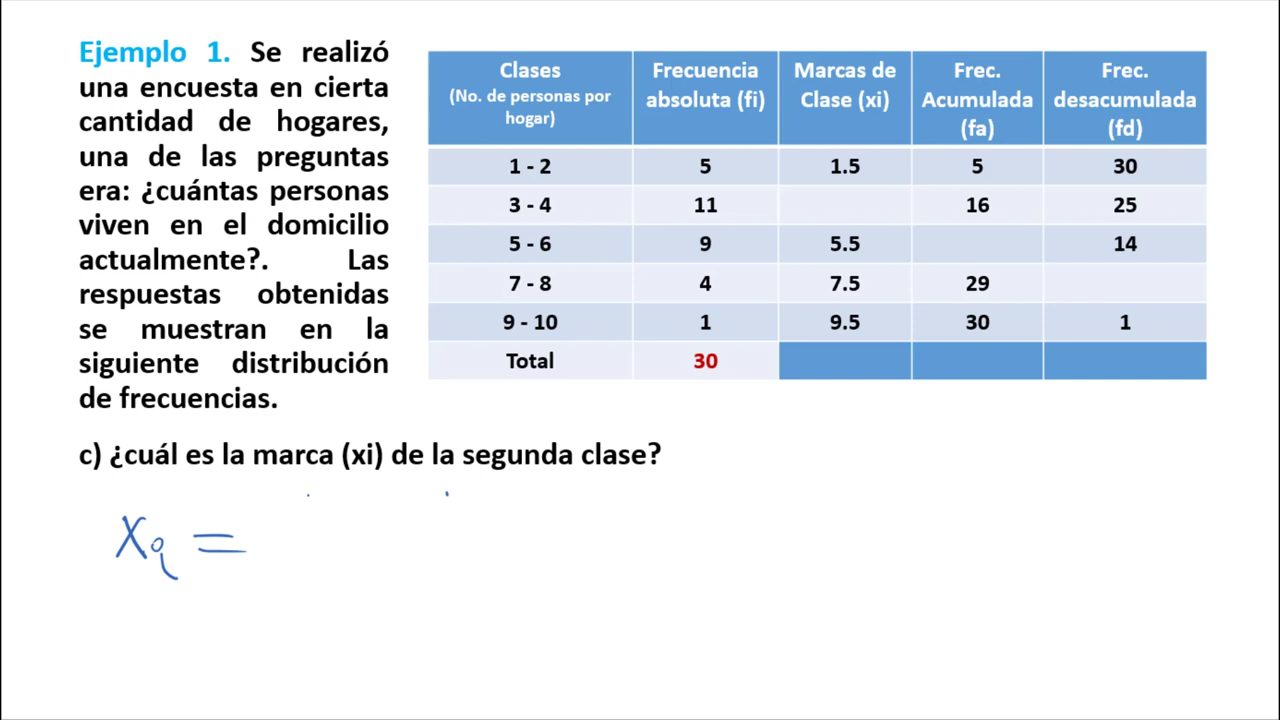 Ejemplo 1. Se realizó
una encuesta en cierta
cantidad de hogares,
una de las preguntas
era: ¿cuántas personas
viven en el domicilio
actualmente?. Las
respuestas obtenidas
se muestran en la
siguiente distribución
de frecuencias.
Clases (No. de personas por hogar) Frecuencia absoluta (fi) Marcas de Clase (xi) Frec. Acumulada (fa) Frec. desacumulada (fd)
1 - 2 5 1.5 5 30
3 - 4 11 16 25
5 - 6 9 5.5 14
7 - 8 4 7.5 29
9 - 10 1 9.5 30 1
Total 30
c) ¿cuál es la marca (xi) de la segunda clase?
X =